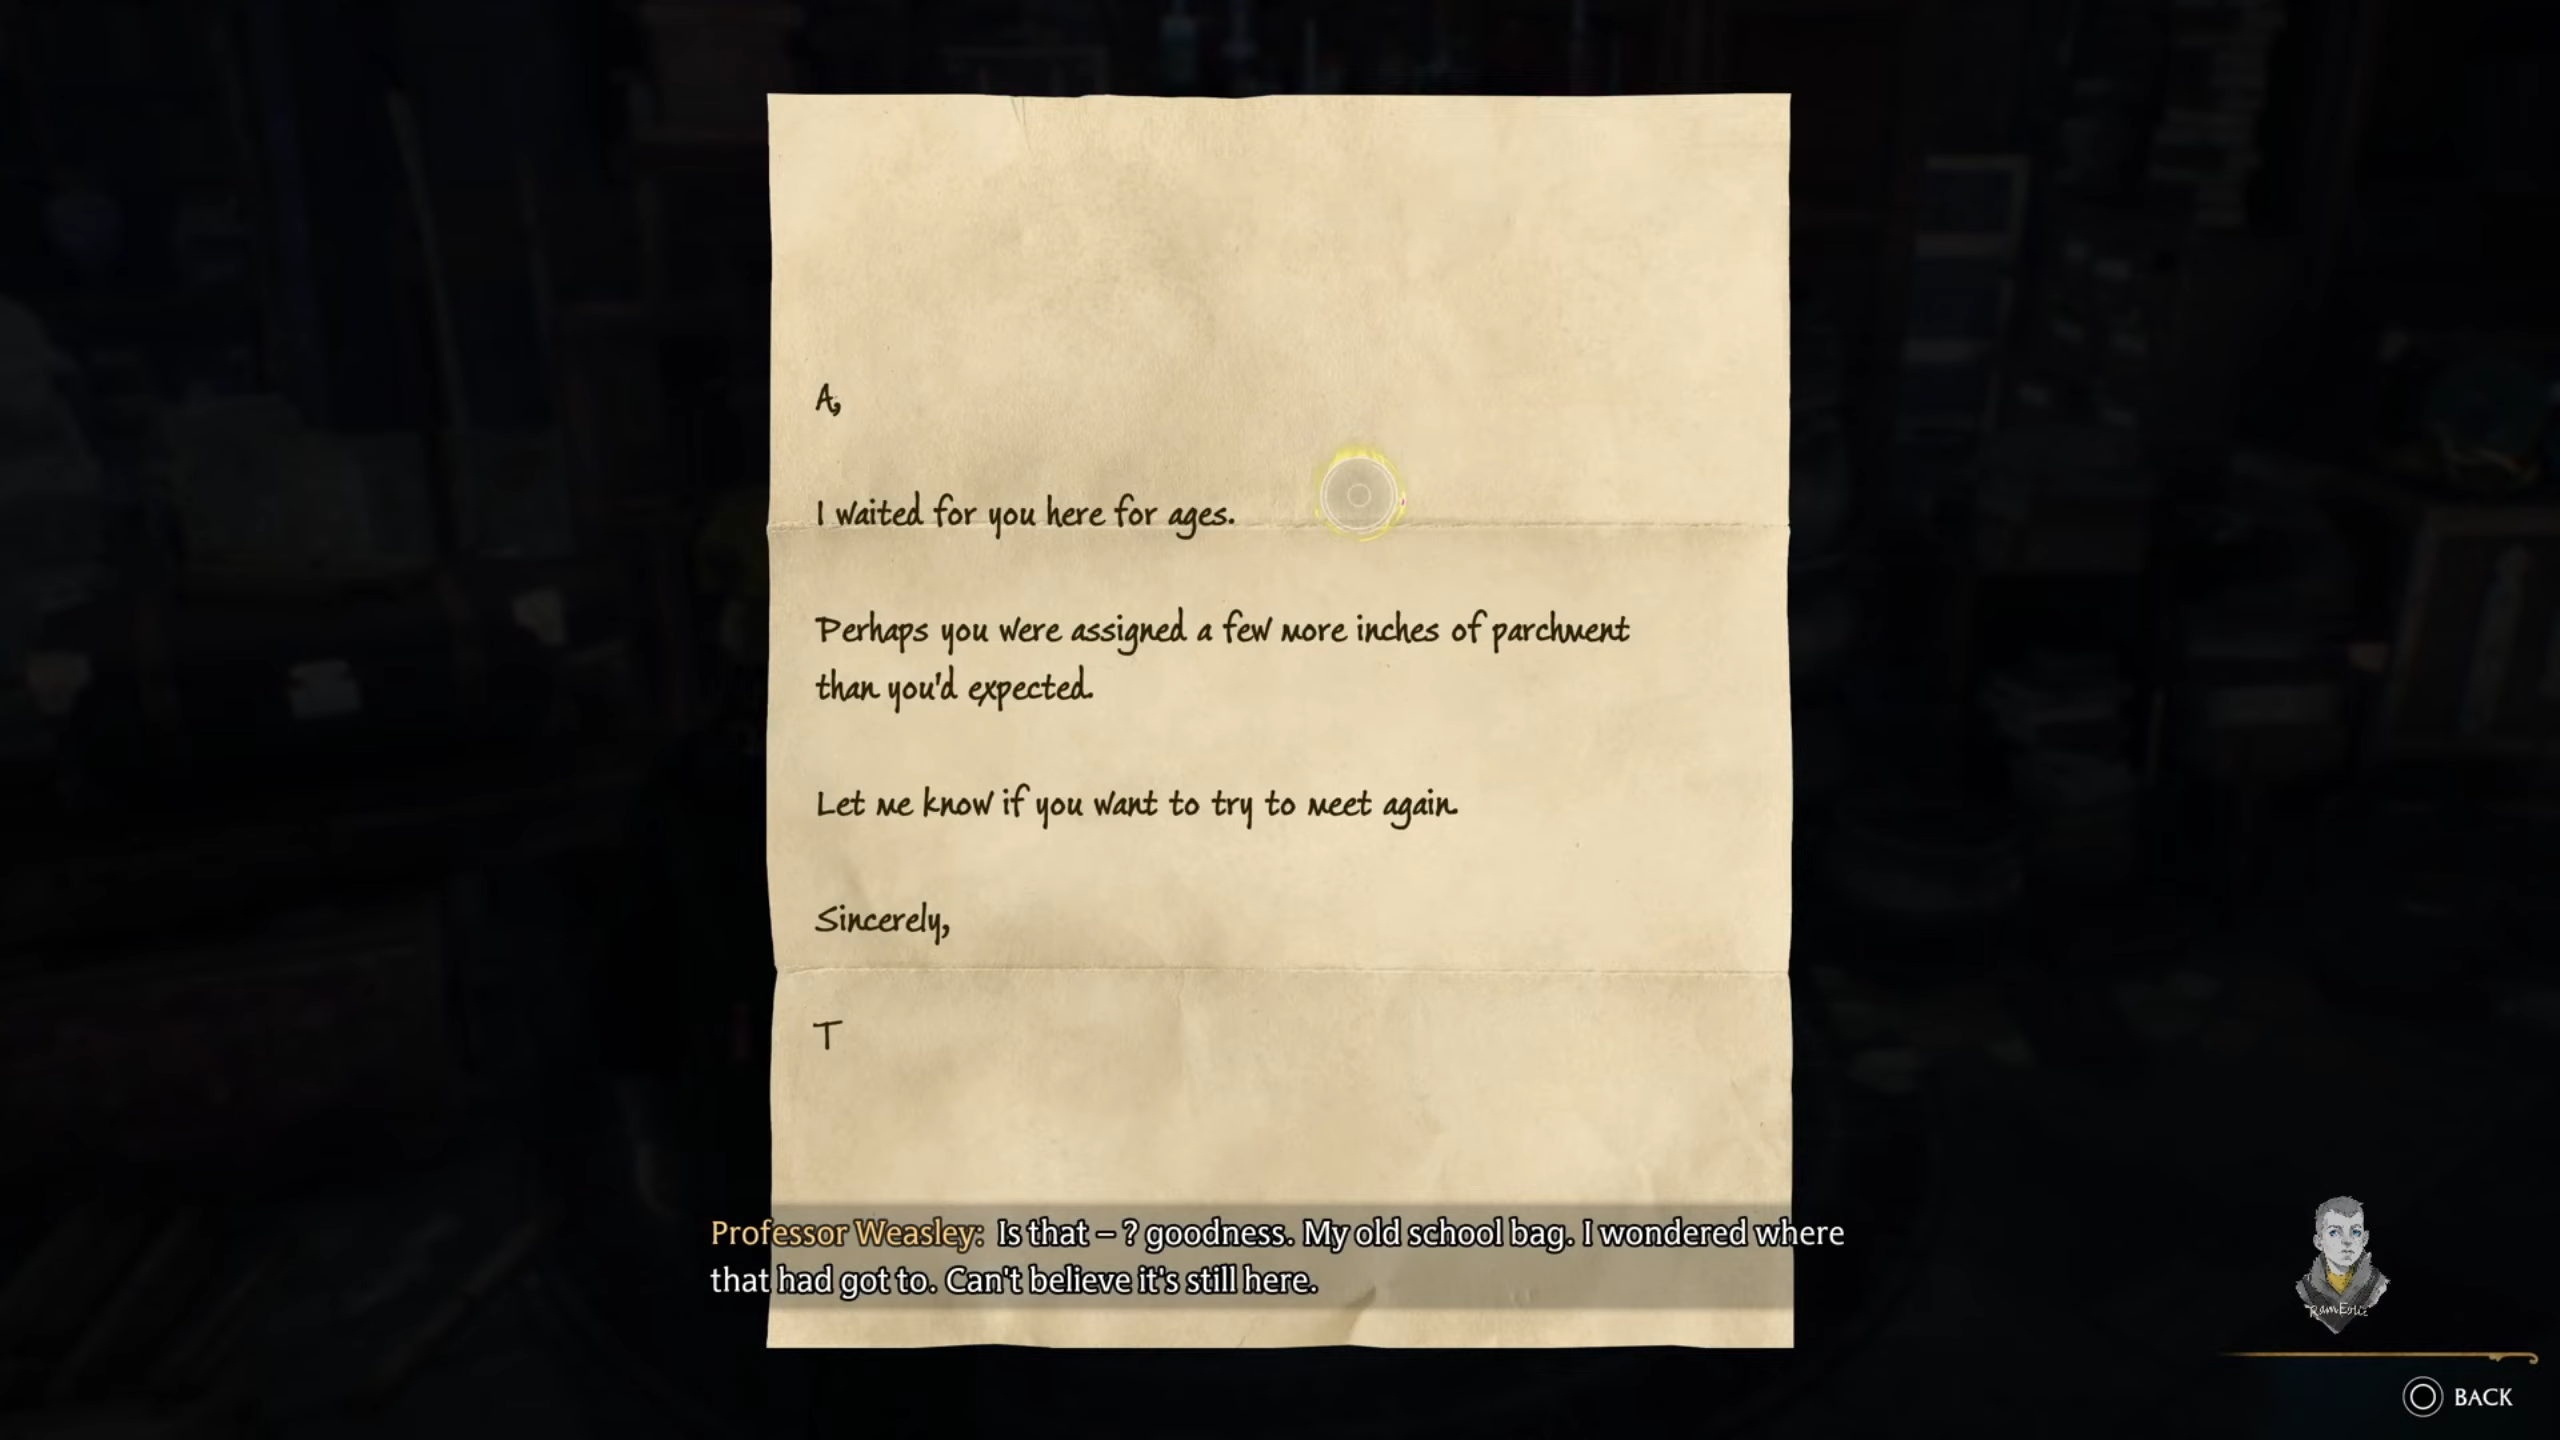 A,
I waited for you here for ages.
Perhaps you were assigned a few more inches of parchment
than you'd expected.
Let me know if you want to try to meet again.
Sincerely,
T
Professor Weasley: Is that – ? goodness. My old school bag. I wondered where
that had got to. Can't believe it's still here.
BACK